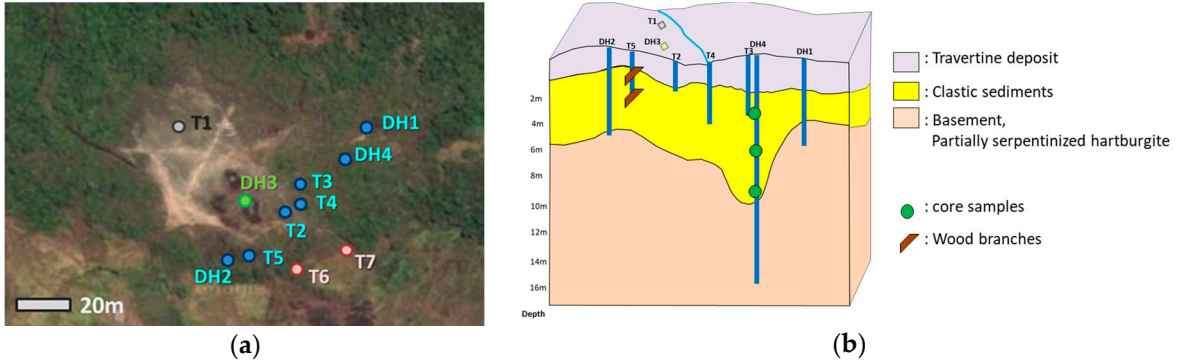 T1
DH1
DH4
T3
DH3
T4
T2
T5
T7
DH2
T6
20m
(a)
T1
DH3
DH2
T5
T2
T4
T3
DH4
DH1
2m
4m
6m
8m
10m
12m
14m
16m
Depth
: Travertine deposit
: Clastic sediments
: Basement,
Partially serpentinized hartburgite
: core samples
: Wood branches
(b)